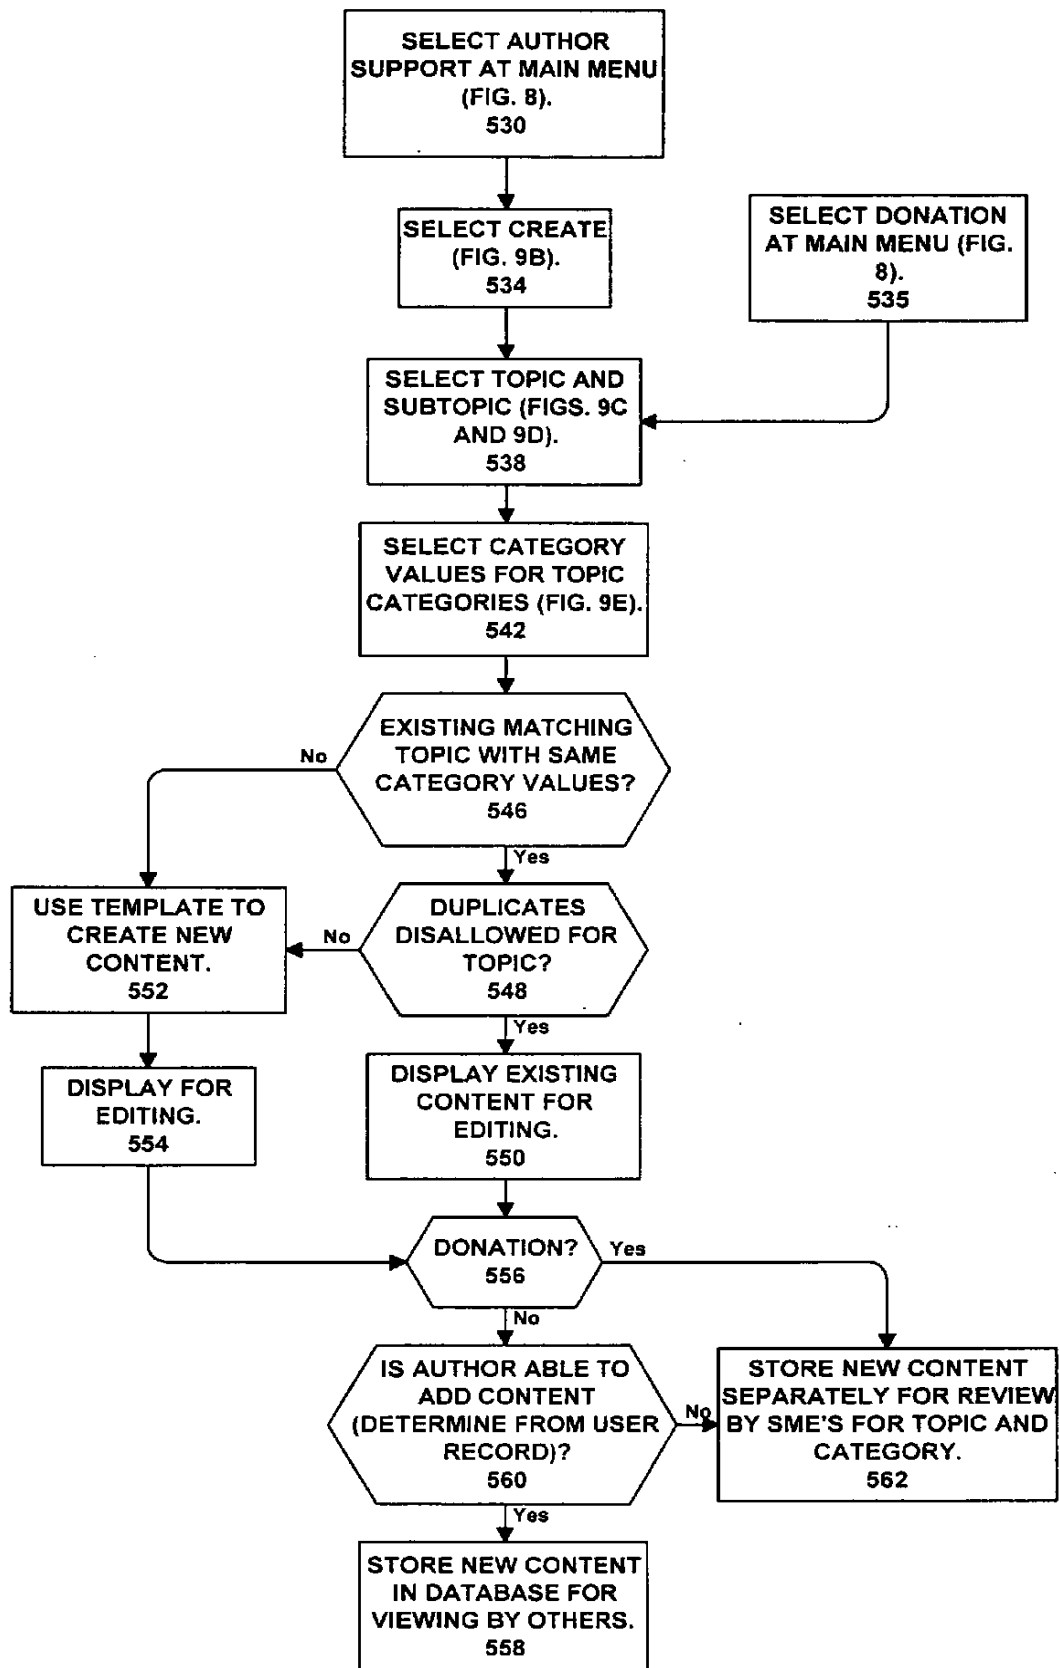 SELECT AUTHOR
SUPPORT AT MAIN MENU
(FIG. 8).
530
SELECT CREATE
(FIG. 9B).
534
SELECT DONATION
AT MAIN MENU (FIG.
8).
535
SELECT TOPIC AND
SUBTOPIC (FIGS. 9C
AND 9D).
538
SELECT CATEGORY
VALUES FOR TOPIC
CATEGORIES (FIG. 9E).
542
EXISTING MATCHING
TOPIC WITH SAME
CATEGORY VALUES?
546
No
Yes
USE TEMPLATE TO
CREATE NEW
CONTENT.
552
No
DUPLICATES
DISALLOWED FOR
TOPIC?
548
Yes
DISPLAY FOR
EDITING.
554
DISPLAY EXISTING
CONTENT FOR
EDITING.
550
DONATION?
556
Yes
No
IS AUTHOR ABLE TO
ADD CONTENT
(DETERMINE FROM USER
RECORD)?
560
No
Yes
STORE NEW CONTENT
SEPARATELY FOR REVIEW
BY SME'S FOR TOPIC AND
CATEGORY.
562
STORE NEW CONTENT
IN DATABASE FOR
VIEWING BY OTHERS.
558